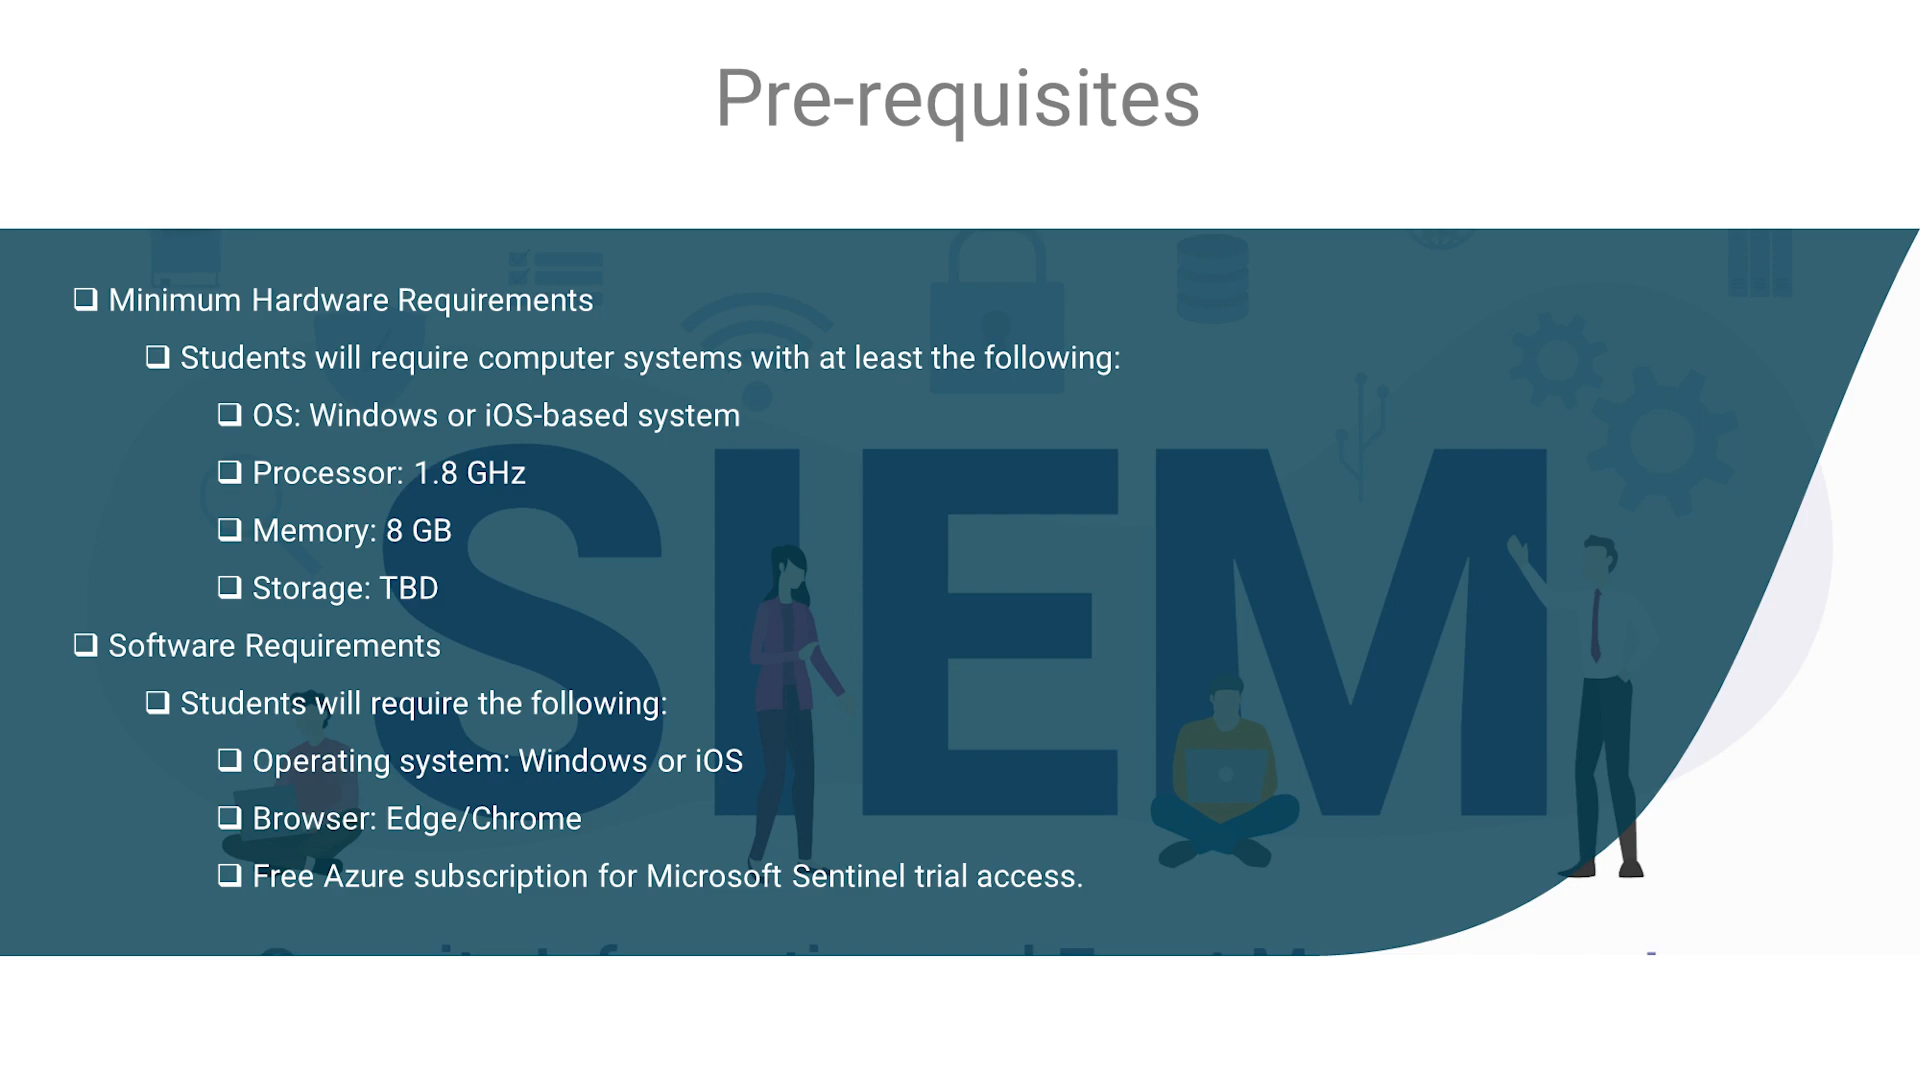 Pre-requisites
❑ Minimum Hardware Requirements
❑ Students will require computer systems with at least the following:
❑ OS: Windows or iOS-based system
❑ Processor: 1.8 GHz
❑ Memory: 8 GB
❑ Storage: TBD
❑ Software Requirements
❑ Students will require the following:
❑ Operating system: Windows or iOS
❑ Browser: Edge/Chrome
❑ Free Azure subscription for Microsoft Sentinel trial access.
SIEM